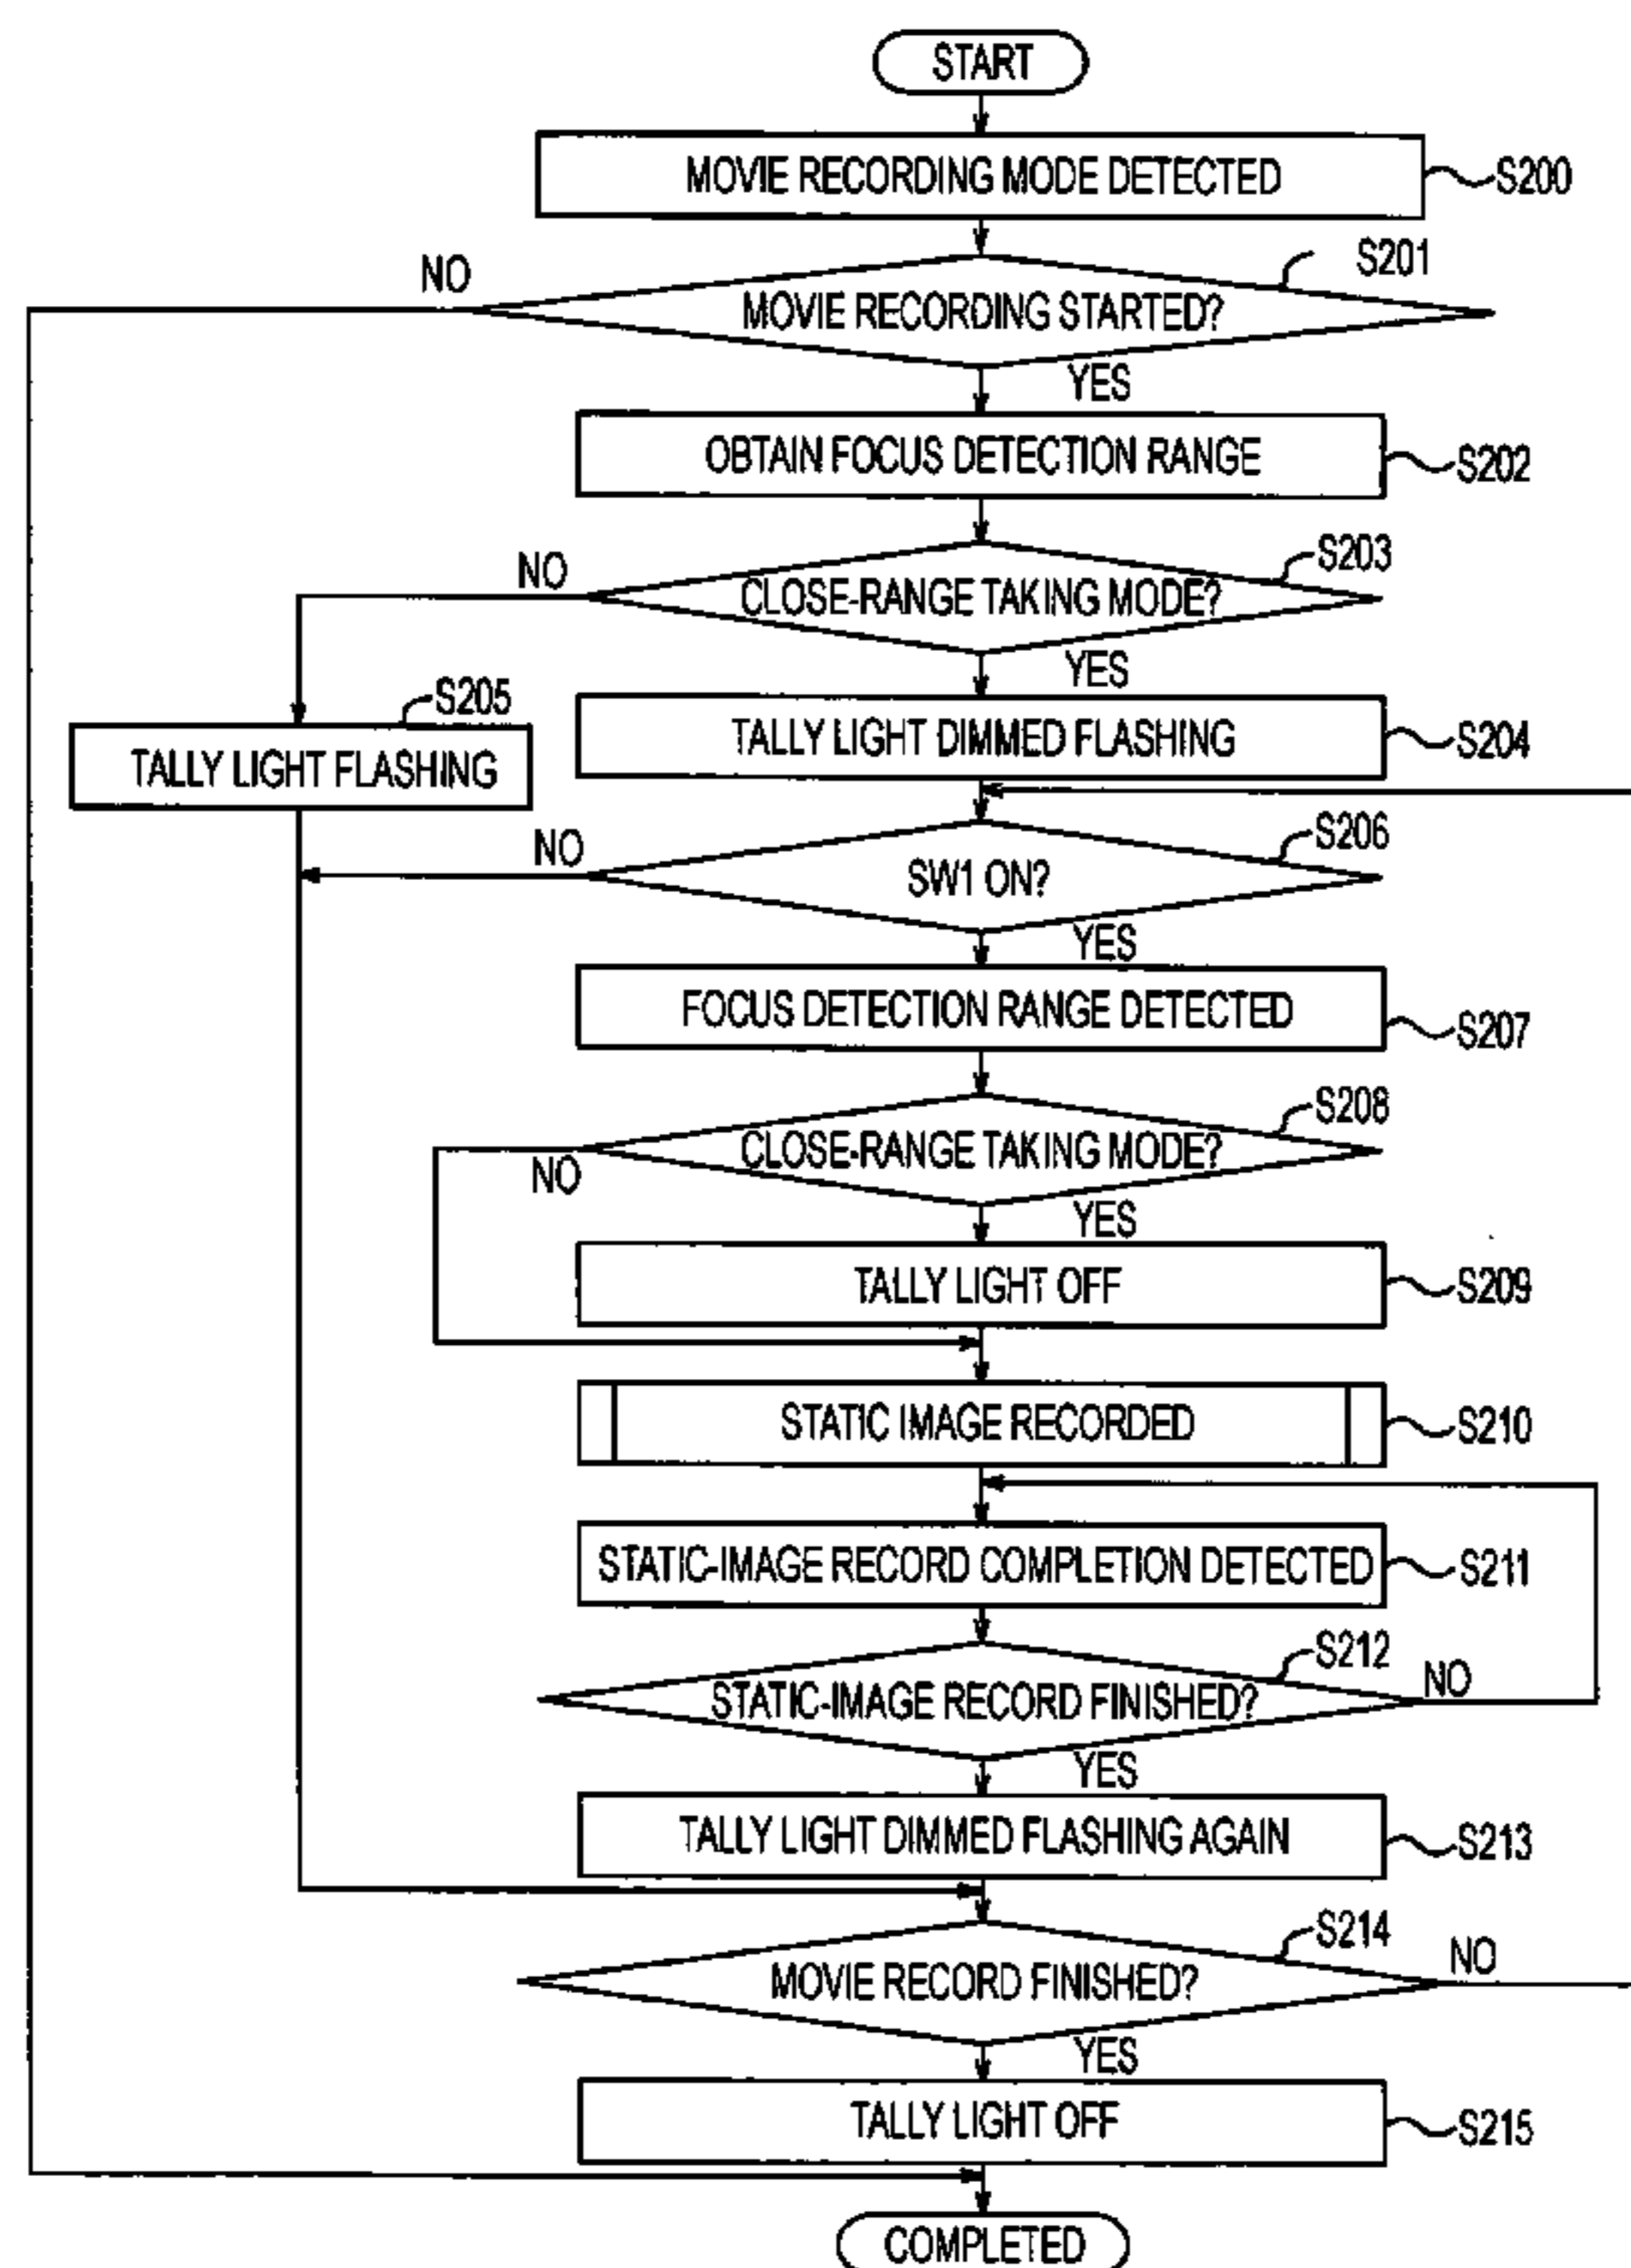 START
MOVIE RECORDING MODE DETECTED
S200
S201
NO
MOVIE RECORDING STARTED?
YES
OBTAIN FOCUS DETECTION RANGE
S202
S203
NO
CLOSE-RANGE TAKING MODE?
YES
S205
TALLY LIGHT FLASHING
TALLY LIGHT DIMMED FLASHING
S204
S206
NO
SW1 ON?
YES
FOCUS DETECTION RANGE DETECTED
S207
S208
CLOSE-RANGE TAKING MODE?
NO
YES
TALLY LIGHT OFF
S209
STATIC IMAGE RECORDED
S210
STATIC-IMAGE RECORD COMPLETION DETECTED
S211
S212
STATIC-IMAGE RECORD FINISHED?
NO
YES
TALLY LIGHT DIMMED FLASHING AGAIN
S213
S214
MOVIE RECORD FINISHED?
NO
YES
TALLY LIGHT OFF
S215
COMPLETED